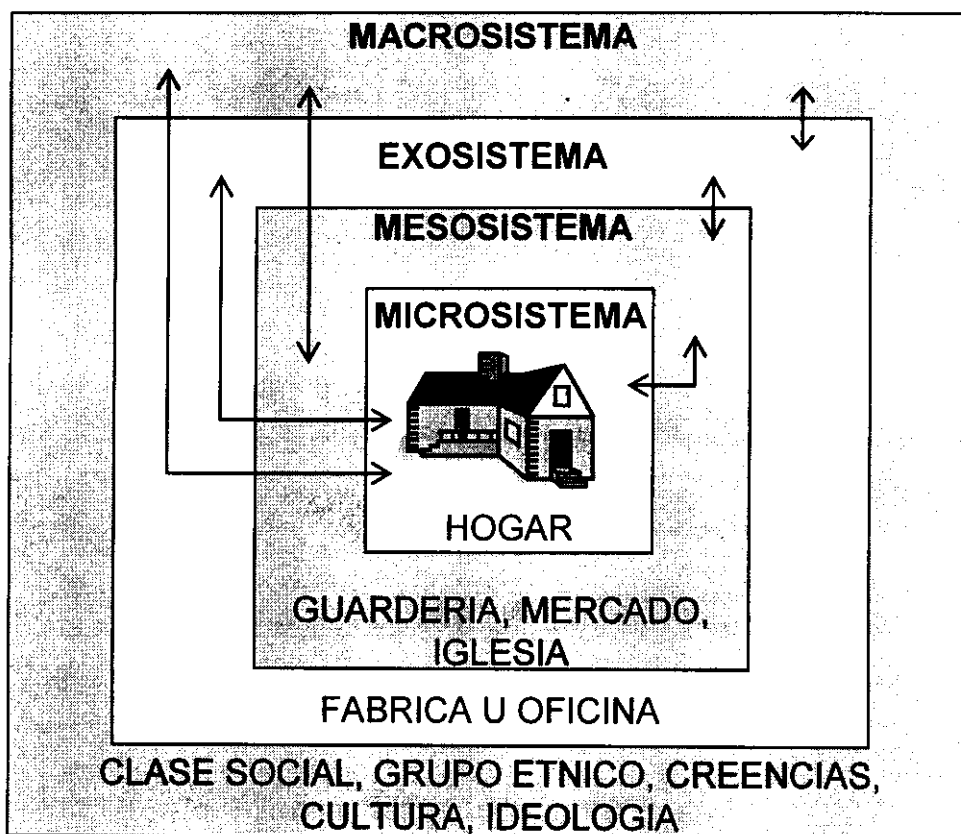 MACROSISTEMA
EXOSISTEMA
MESOSISTEMA
MICROSISTEMA
HOGAR
GUARDERIA, MERCADO,
IGLESIA
FABRICA U OFICINA
CLASE SOCIAL, GRUPO ETNICO, CREENCIAS,
CULTURA, IDEOLOGIA